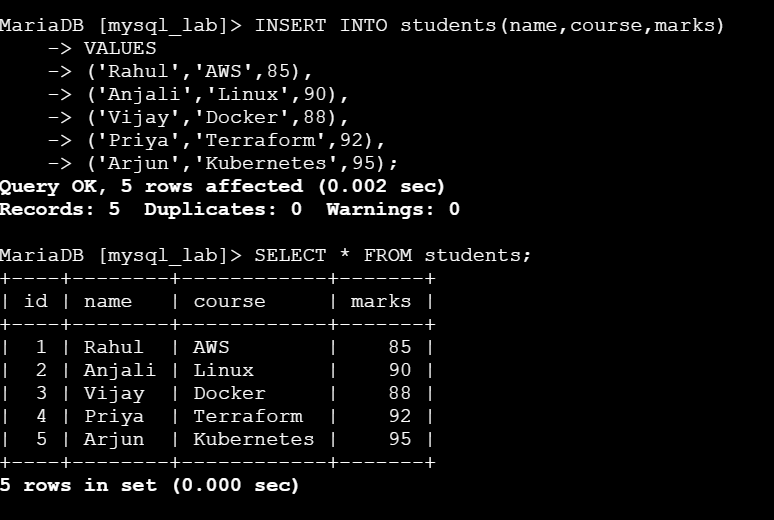 MariaDB [mysql_lab]> INSERT INTO students(name,course,marks)
    -> VALUES
    -> ('Rahul','AWS',85),
    -> ('Anjali','Linux',90),
    -> ('Vijay','Docker',88),
    -> ('Priya','Terraform',92),
    -> ('Arjun','Kubernetes',95);
Query OK, 5 rows affected (0.002 sec)
Records: 5  Duplicates: 0  Warnings: 0

MariaDB [mysql_lab]> SELECT * FROM students;
+----+--------+------------+-------+
| id | name   | course     | marks |
+----+--------+------------+-------+
|  1 | Rahul  | AWS        |    85 |
|  2 | Anjali | Linux      |    90 |
|  3 | Vijay  | Docker     |    88 |
|  4 | Priya  | Terraform  |    92 |
|  5 | Arjun  | Kubernetes |    95 |
+----+--------+------------+-------+
5 rows in set (0.000 sec)